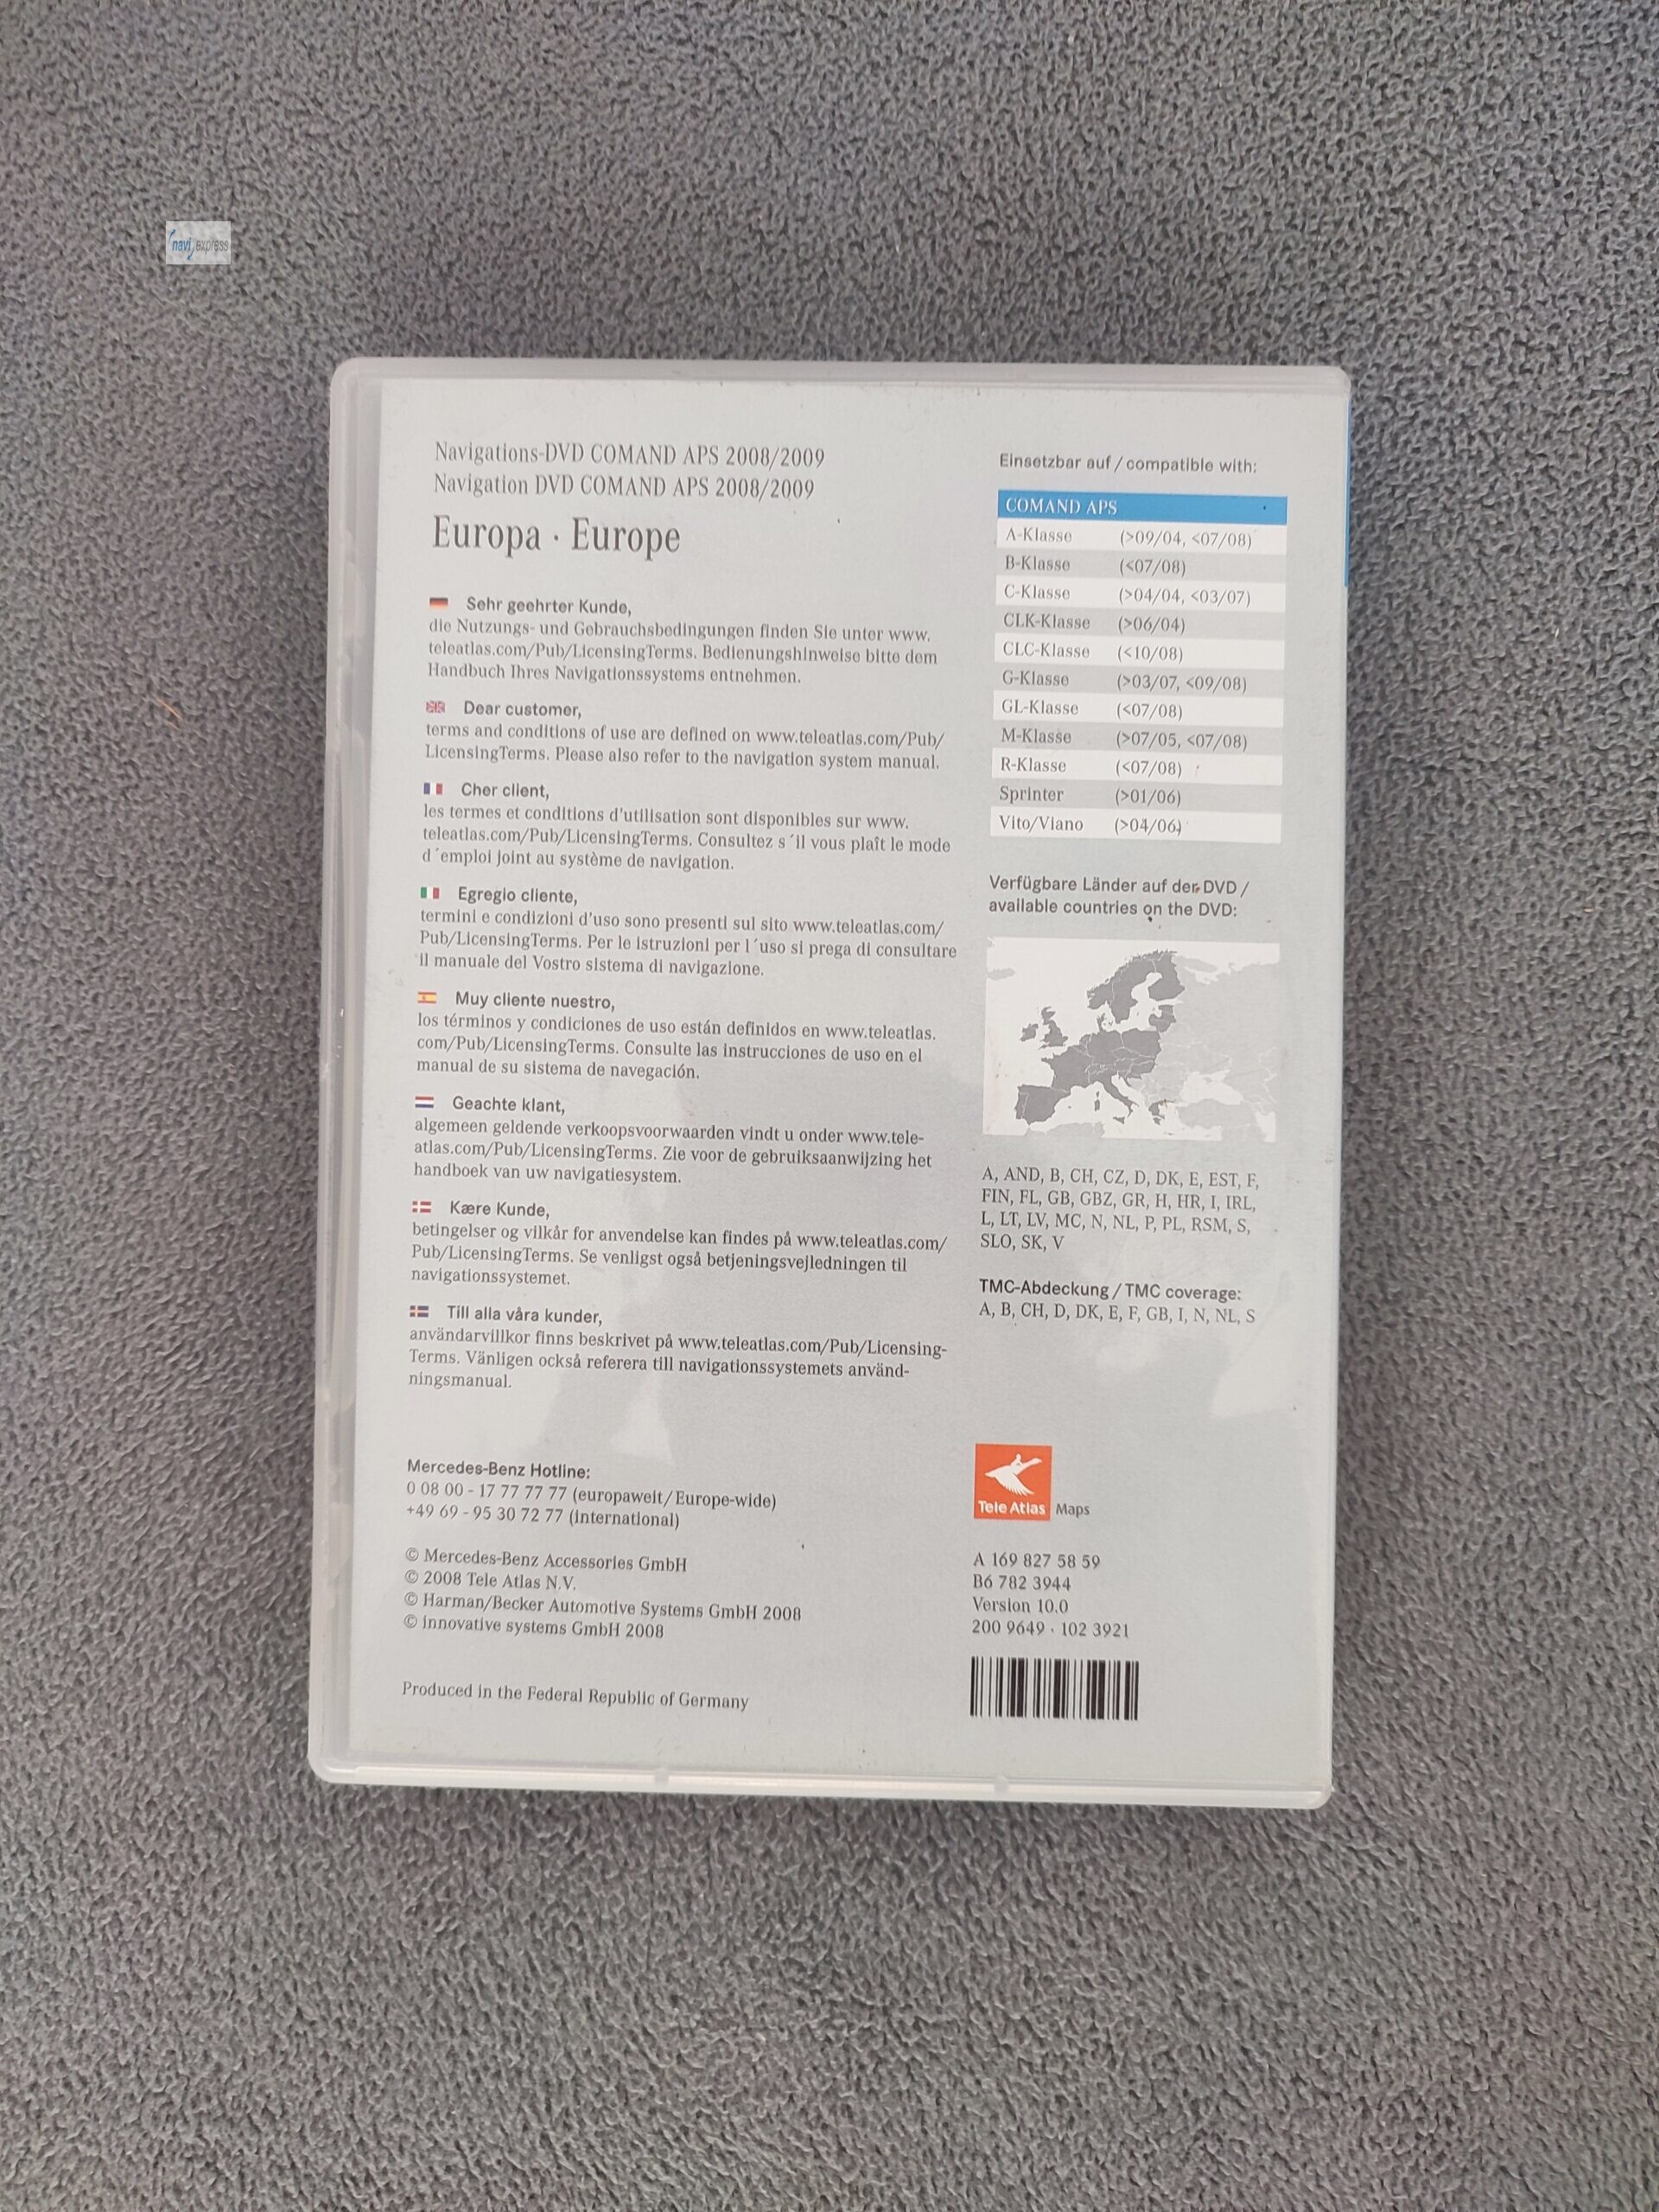 navi express
Navigations-DVD COMAND APS 2008/2009
Navigation DVD COMAND APS 2008/2009
Europa · Europe
Sehr geehrter Kunde,
die Nutzungs- und Gebrauchsbedingungen finden Sie unter www.
teleatlas.com/Pub/LicensingTerms. Bedienungshinweise bitte dem
Handbuch Ihres Navigationssystems entnehmen.
Dear customer,
terms and conditions of use are defined on www.teleatlas.com/Pub/
LicensingTerms. Please also refer to the navigation system manual.
Cher client,
les termes et conditions d'utilisation sont disponibles sur www.
teleatlas.com/Pub/LicensingTerms. Consultez s´il vous plaît le mode
d´emploi joint au système de navigation.
Egregio cliente,
termini e condizioni d'uso sono presenti sul sito www.teleatlas.com/
Pub/LicensingTerms. Per le istruzioni per l´uso si prega di consultare
il manuale del Vostro sistema di navigazione.
Muy cliente nuestro,
los términos y condiciones de uso están definidos en www.teleatlas.
com/Pub/LicensingTerms. Consulte las instrucciones de uso en el
manual de su sistema de navegación.
Geachte klant,
algemeen geldende verkoopsvoorwaarden vindt u onder www.tele-
atlas.com/Pub/LicensingTerms. Zie voor de gebruiksaanwijzing het
handboek van uw navigatiesystem.
Kære Kunde,
betingelser og vilkår for anvendelse kan findes på www.teleatlas.com/
Pub/LicensingTerms. Se venligst også betjeningsvejledningen til
navigationssystemet.
Till alla våra kunder,
användarvillkor finns beskrivet på www.teleatlas.com/Pub/Licensing-
Terms. Vänligen också referera till navigationssystemets använd-
ningsmanual.
Mercedes-Benz Hotline:
0 08 00 - 17 77 77 77 (europaweit/Europe-wide)
+49 69 - 95 30 72 77 (international)
© Mercedes-Benz Accessories GmbH
© 2008 Tele Atlas N.V.
© Harman/Becker Automotive Systems GmbH 2008
© innovative systems GmbH 2008
Produced in the Federal Republic of Germany
Einsetzbar auf / compatible with:
COMAND APS
A-Klasse (>09/04, <07/08)
B-Klasse (<07/08)
C-Klasse (>04/04, <03/07)
CLK-Klasse (>06/04)
CLC-Klasse (<10/08)
G-Klasse (>03/07, <09/08)
GL-Klasse (<07/08)
M-Klasse (>07/05, <07/08)
R-Klasse (<07/08)
Sprinter (>01/06)
Vito/Viano (>04/06)
Verfügbare Länder auf der DVD /
available countries on the DVD:
A, AND, B, CH, CZ, D, DK, E, EST, F,
FIN, FL, GB, GBZ, GR, H, HR, I, IRL,
L, LT, LV, MC, N, NL, P, PL, RSM, S,
SLO, SK, V
TMC-Abdeckung / TMC coverage:
A, B, CH, D, DK, E, F, GB, I, N, NL, S
Tele Atlas Maps
A 169 827 58 59
B6 782 3944
Version 10.0
200 9649 · 102 3921